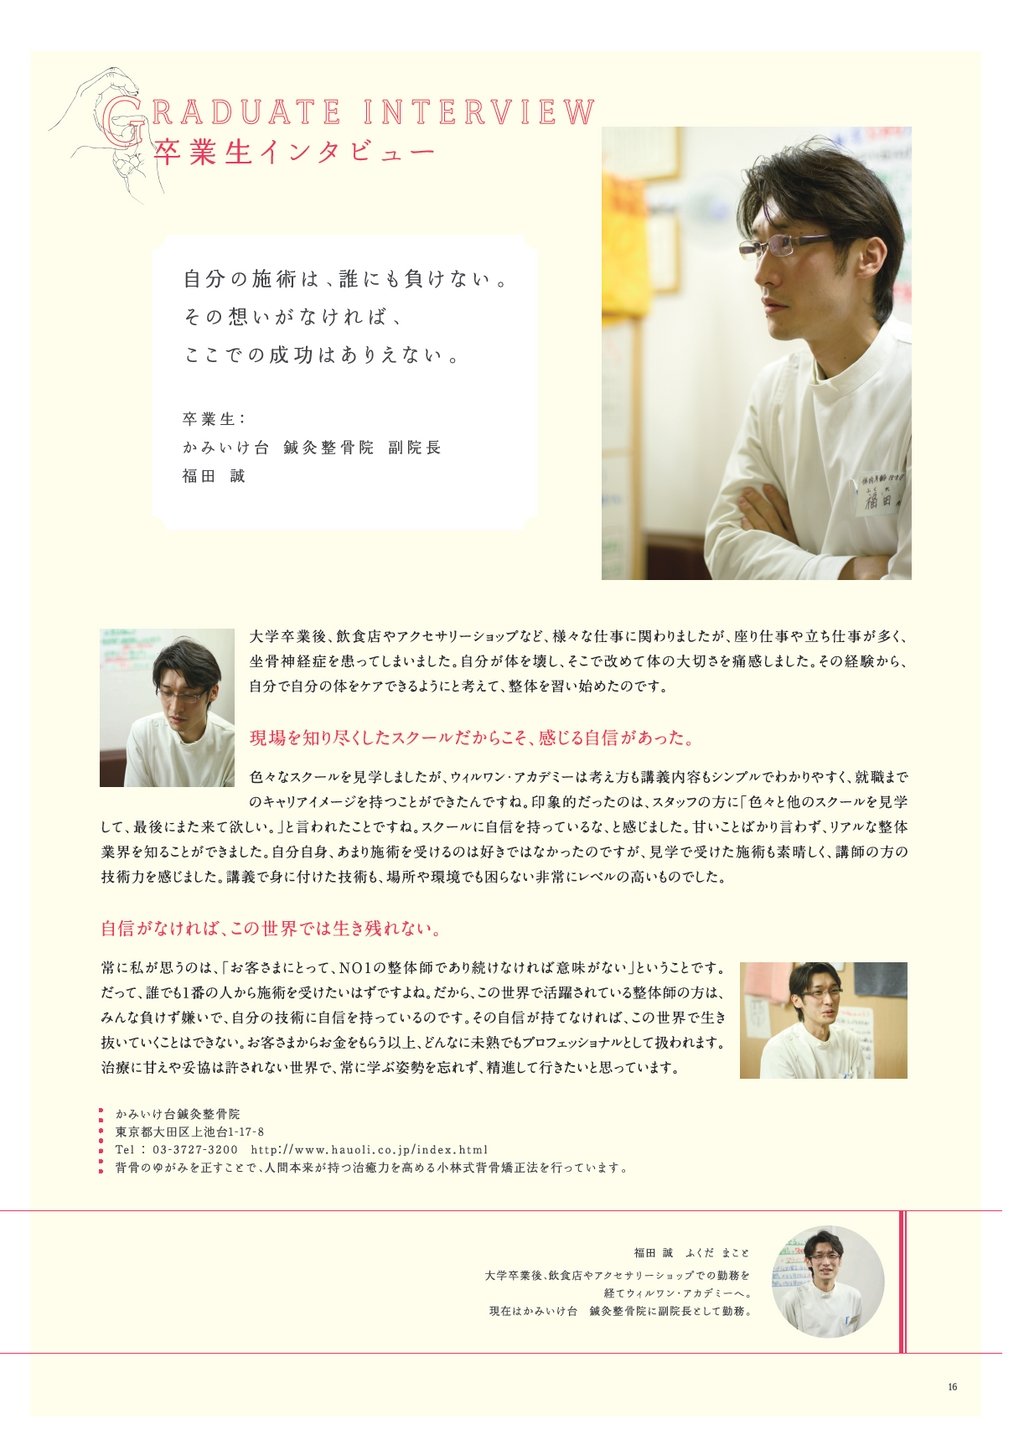 GRADUATE INTERVIEW
卒業生インタビュー
自分の施術は、誰にも負けない。
その想いがなければ、
ここでの成功はありえない。
卒業生：
かみいけ台 鍼灸整骨院 副院長
福田 誠
ふくだ
福田
大学卒業後、飲食店やアクセサリーショップなど、様々な仕事に関わりましたが、座り仕事や立ち仕事が多く、
坐骨神経症を患ってしまいました。自分が体を壊し、そこで改めて体の大切さを痛感しました。その経験から、
自分で自分の体をケアできるようにと考えて、整体を習い始めたのです。
現場を知り尽くしたスクールだからこそ、感じる自信があった。
色々なスクールを見学しましたが、ウィルワン・アカデミーは考え方も講義内容もシンプルでわかりやすく、就職まで
のキャリアイメージを持つことができたんですね。印象的だったのは、スタッフの方に「色々と他のスクールを見学
して、最後にまた来て欲しい。」と言われたことですね。スクールに自信を持っているな、と感じました。甘いことばかり言わず、リアルな整体
業界を知ることができました。自分自身、あまり施術を受けるのは好きではなかったのですが、見学で受けた施術も素晴しく、講師の方の
技術力を感じました。講義で身に付けた技術も、場所や環境でも困らない非常にレベルの高いものでした。
自信がなければ、この世界では生き残れない。
常に私が思うのは、「お客さまにとって、NO1の整体師であり続けなければ意味がない」ということです。
だって、誰でも1番の人から施術を受けたいはずですよね。だから、この世界で活躍されている整体師の方は、
みんな負けず嫌いで、自分の技術に自信を持っているのです。その自信が持てなければ、この世界で生き
抜いていくことはできない。お客さまからお金をもらう以上、どんなに未熟でもプロフェッショナルとして扱われます。
治療に甘えや妥協は許されない世界で、常に学ぶ姿勢を忘れず、精進して行きたいと思っています。
かみいけ台鍼灸整骨院
東京都大田区上池台1-17-8
Tel : 03-3727-3200 http://www.hauoli.co.jp/index.html
背骨のゆがみを正すことで、人間本来が持つ治癒力を高める小林式背骨矯正法を行っています。
福田 誠 ふくだ まこと
大学卒業後、飲食店やアクセサリーショップでの勤務を
経てウィルワン・アカデミーへ。
現在はかみいけ台 鍼灸整骨院に副院長として勤務。
16